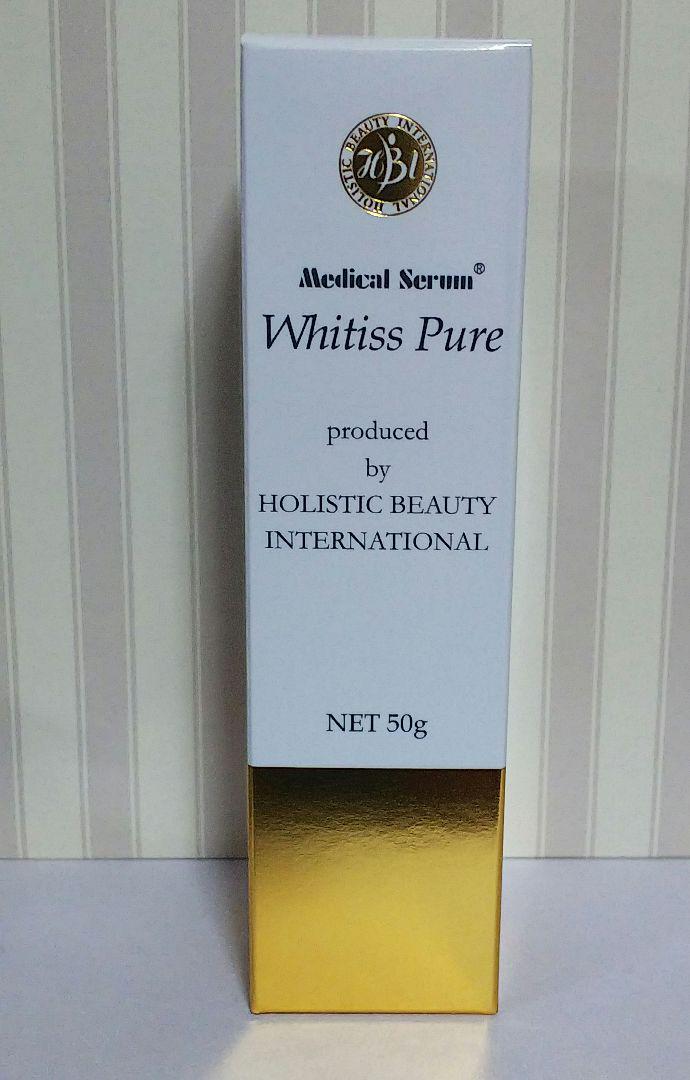 HOLISTIC BEAUTY INTERNATIONAL
HBI
Medical Serum®
Whitiss Pure
produced
by
HOLISTIC BEAUTY
INTERNATIONAL
NET 50g